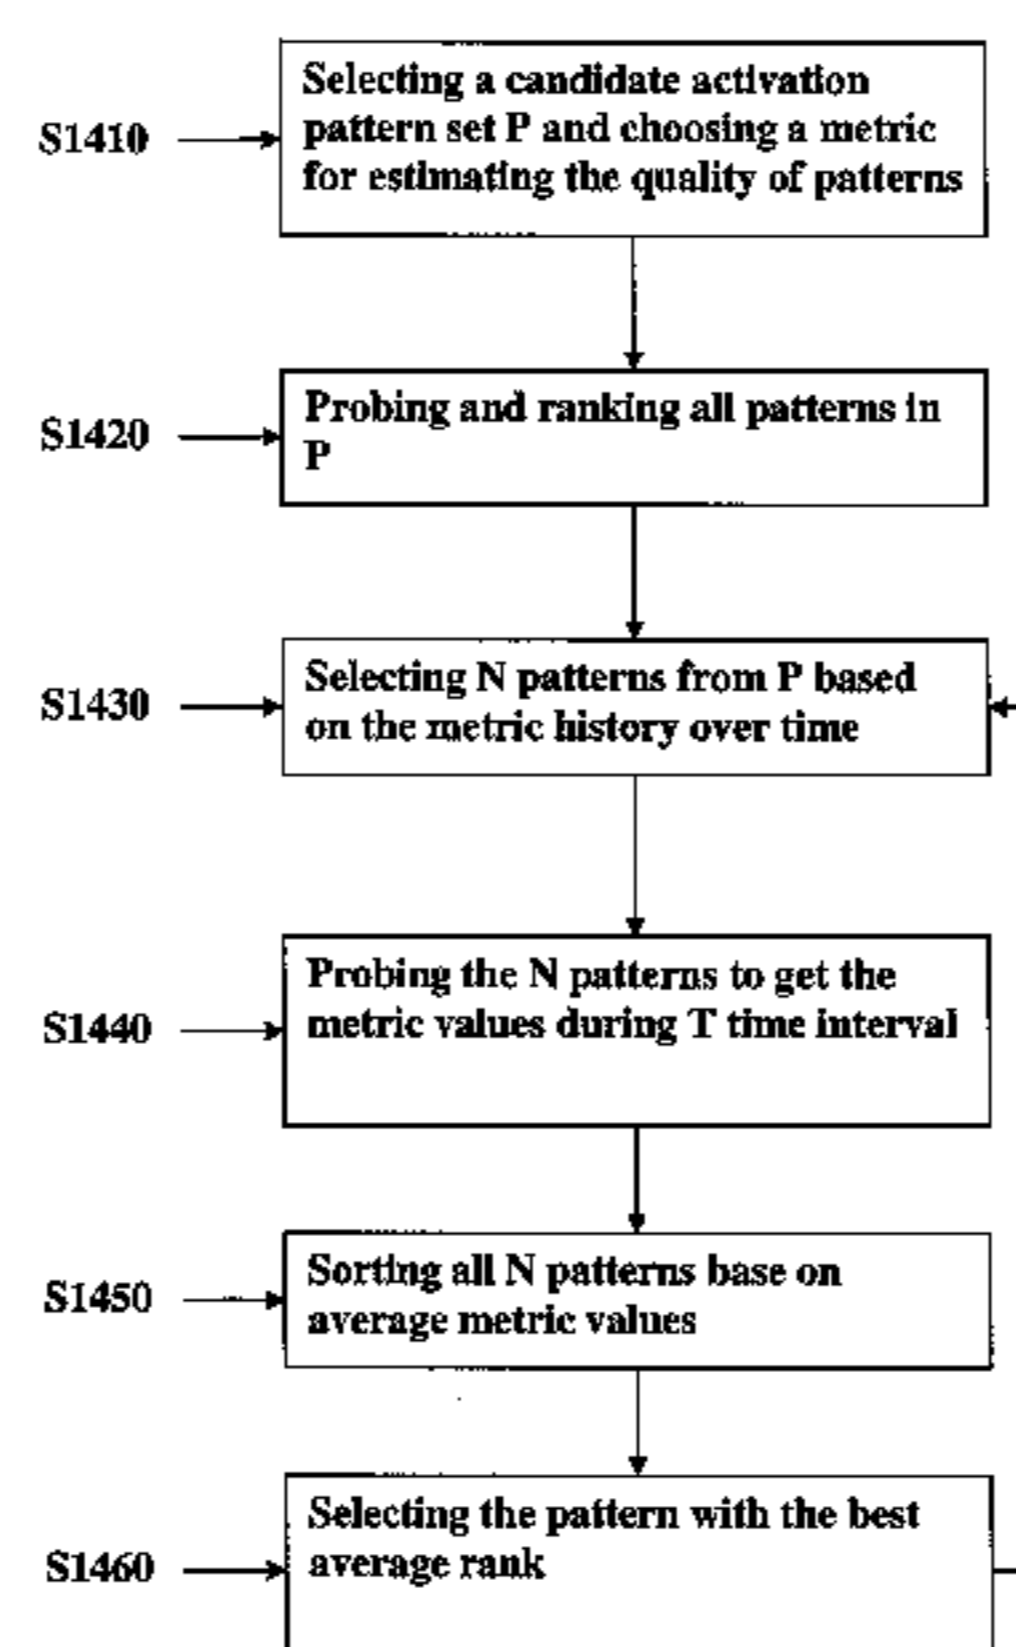 Selecting a candidate activation
pattern set P and choosing a metric
for estimating the quality of patterns
S1410
Probing and ranking all patterns in
P
S1420
Selecting N patterns from P based
on the metric history over time
S1430
Probing the N patterns to get the
metric values during T time interval
S1440
Sorting all N patterns base on
average metric values
S1450
Selecting the pattern with the best
average rank
S1460